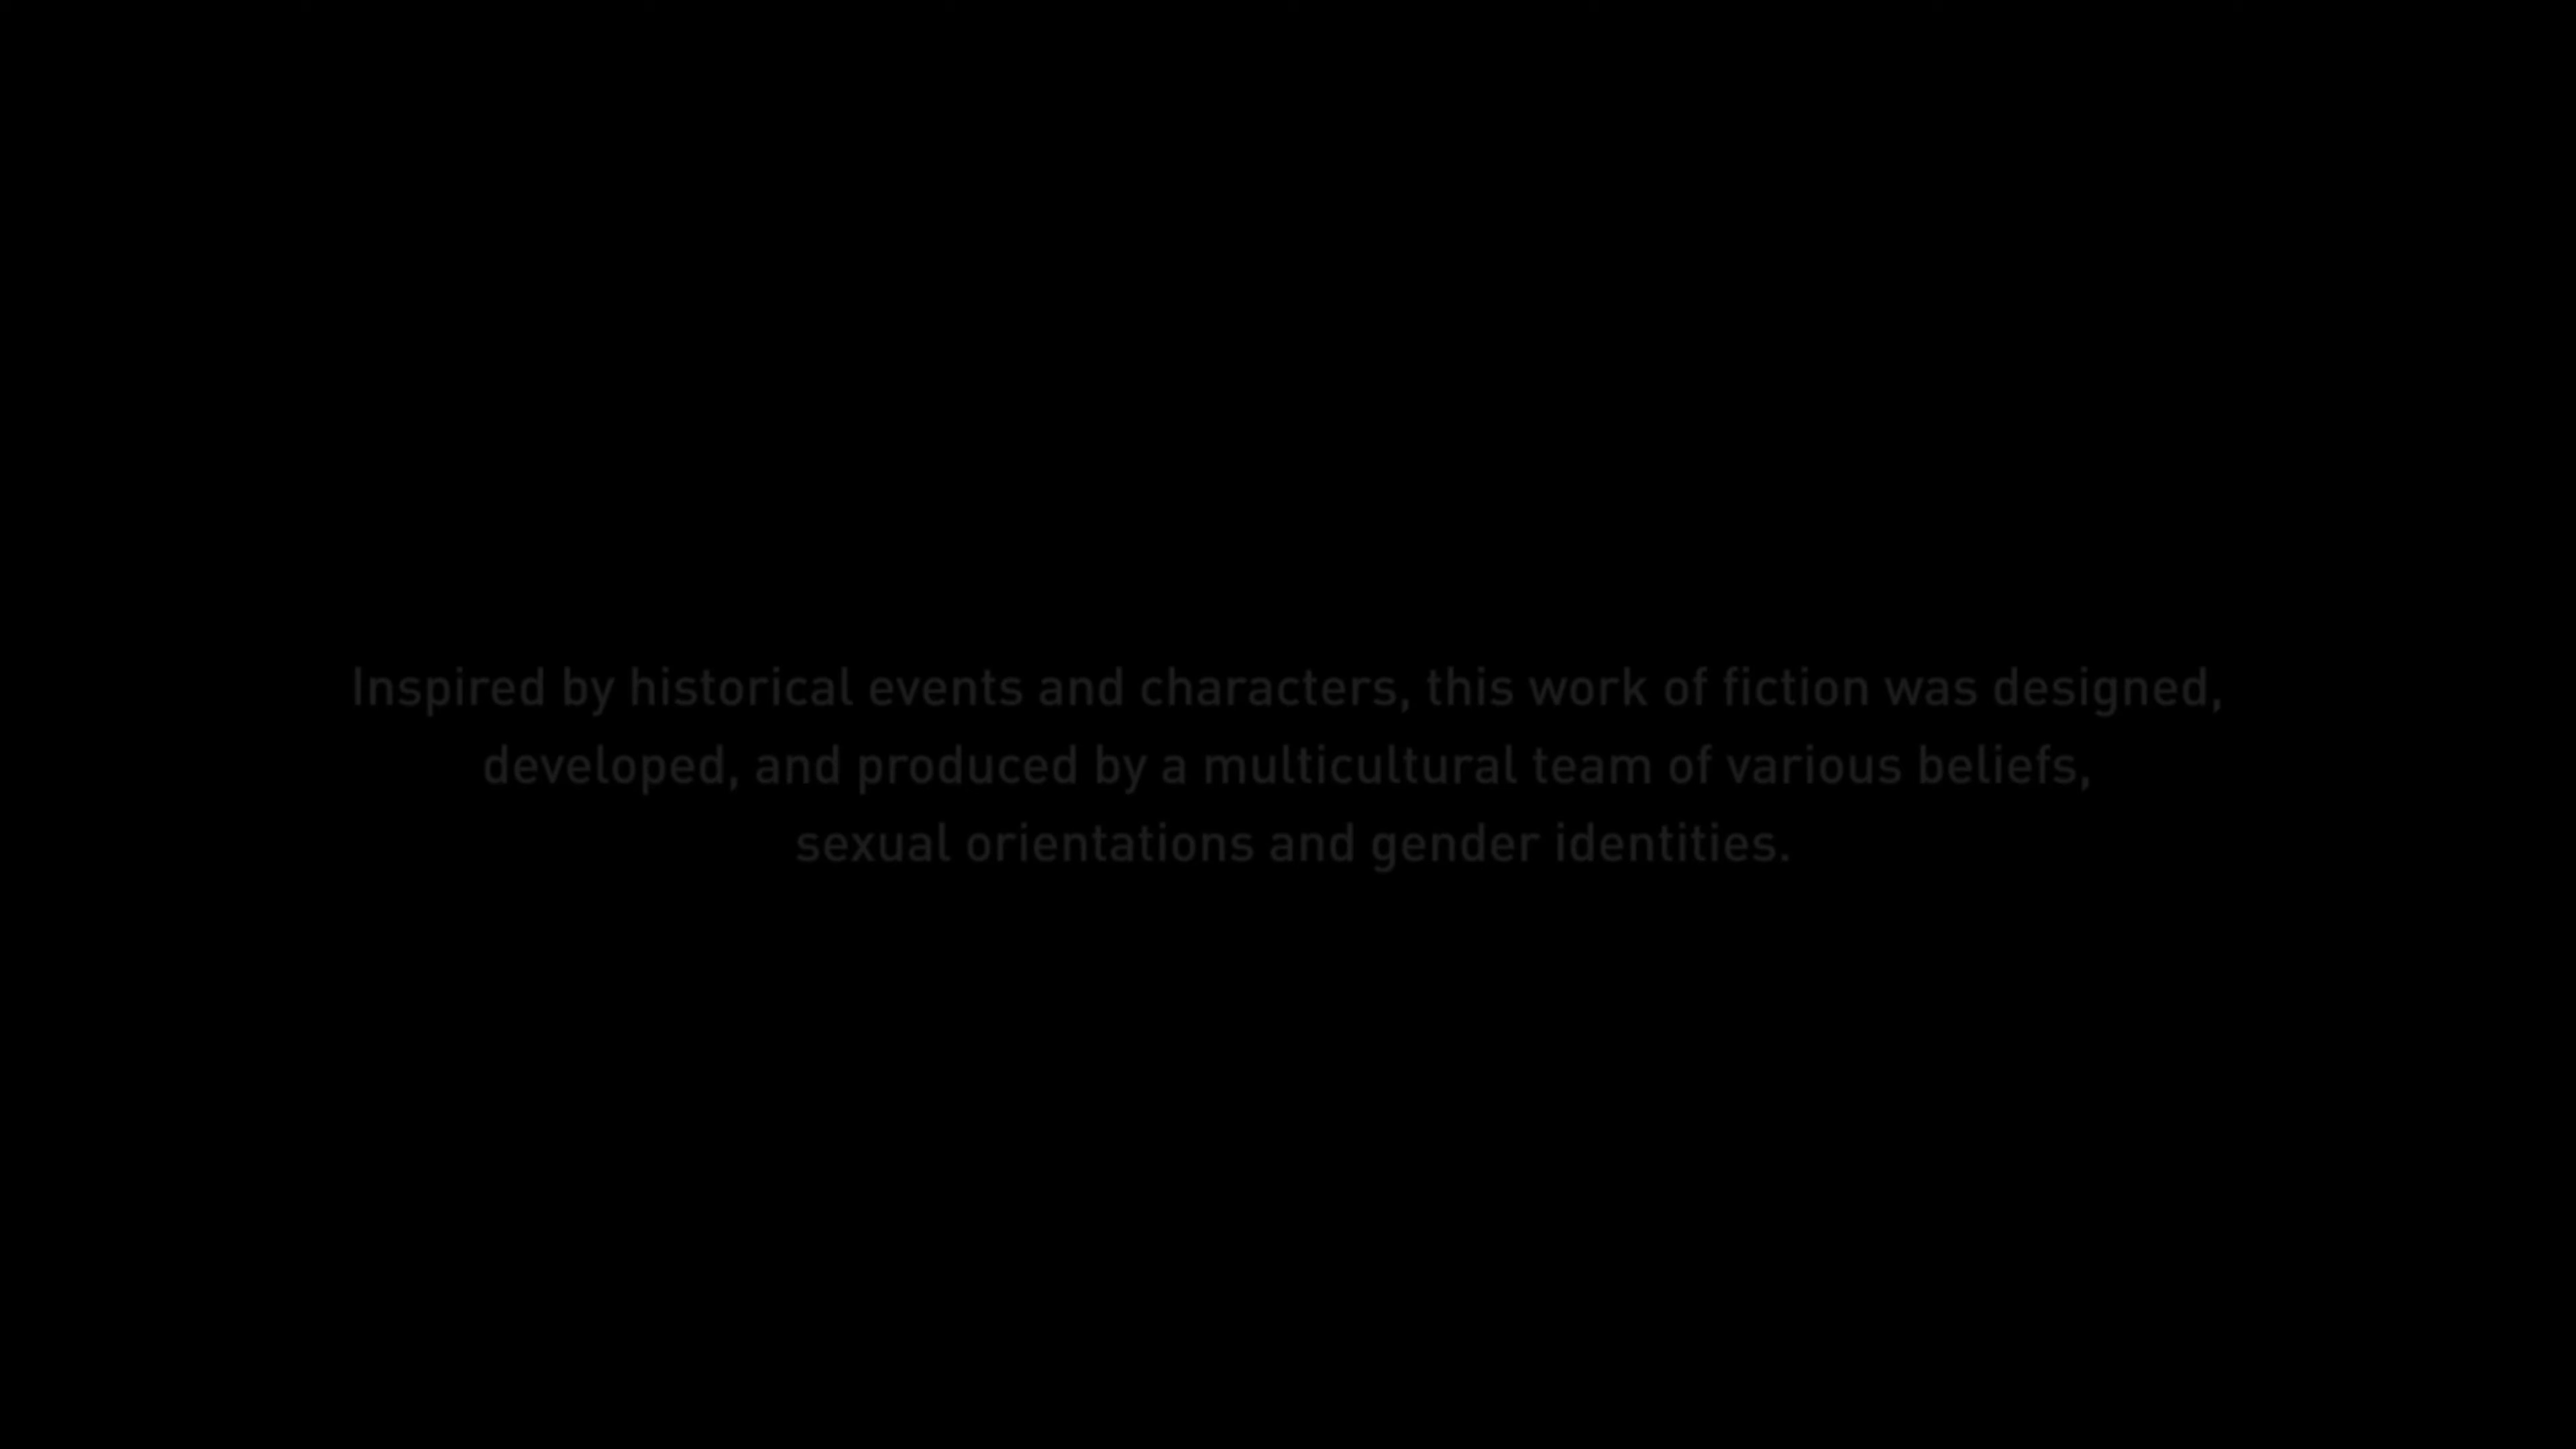 Inspired by historical events and characters, this work of fiction was designed,
developed, and produced by a multicultural team of various beliefs,
sexual orientations and gender identities.